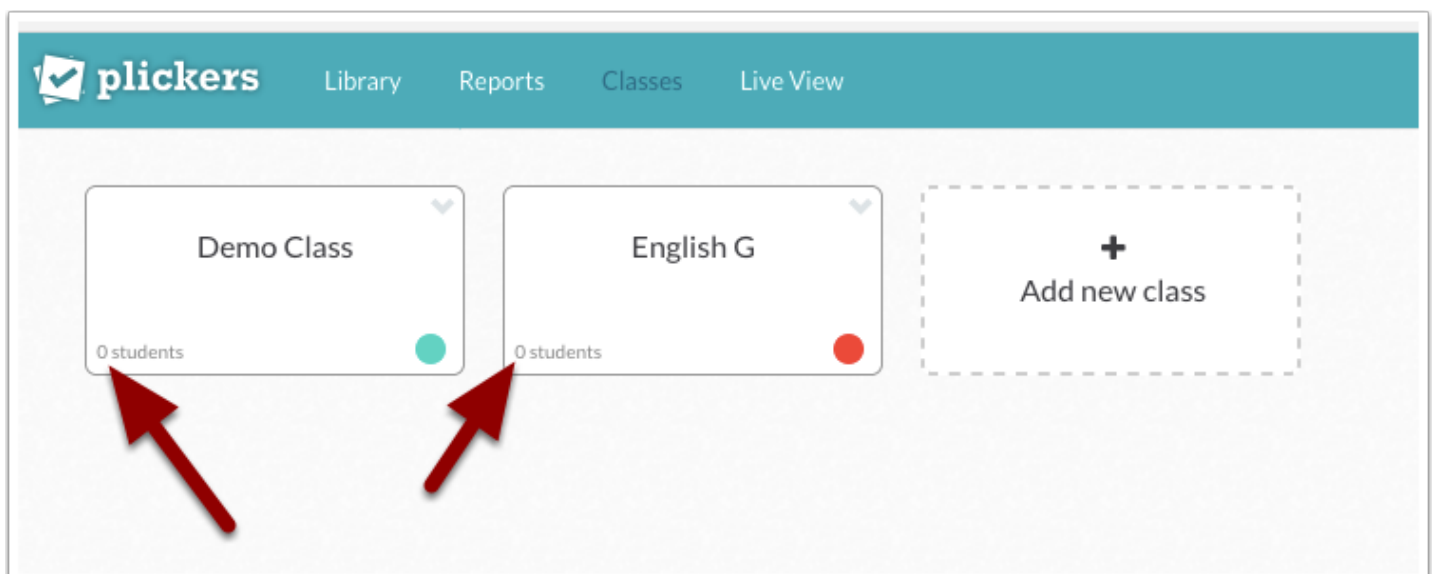 plickers Library Reports Classes Live View
Demo Class
0 students
English G
0 students
Add new class